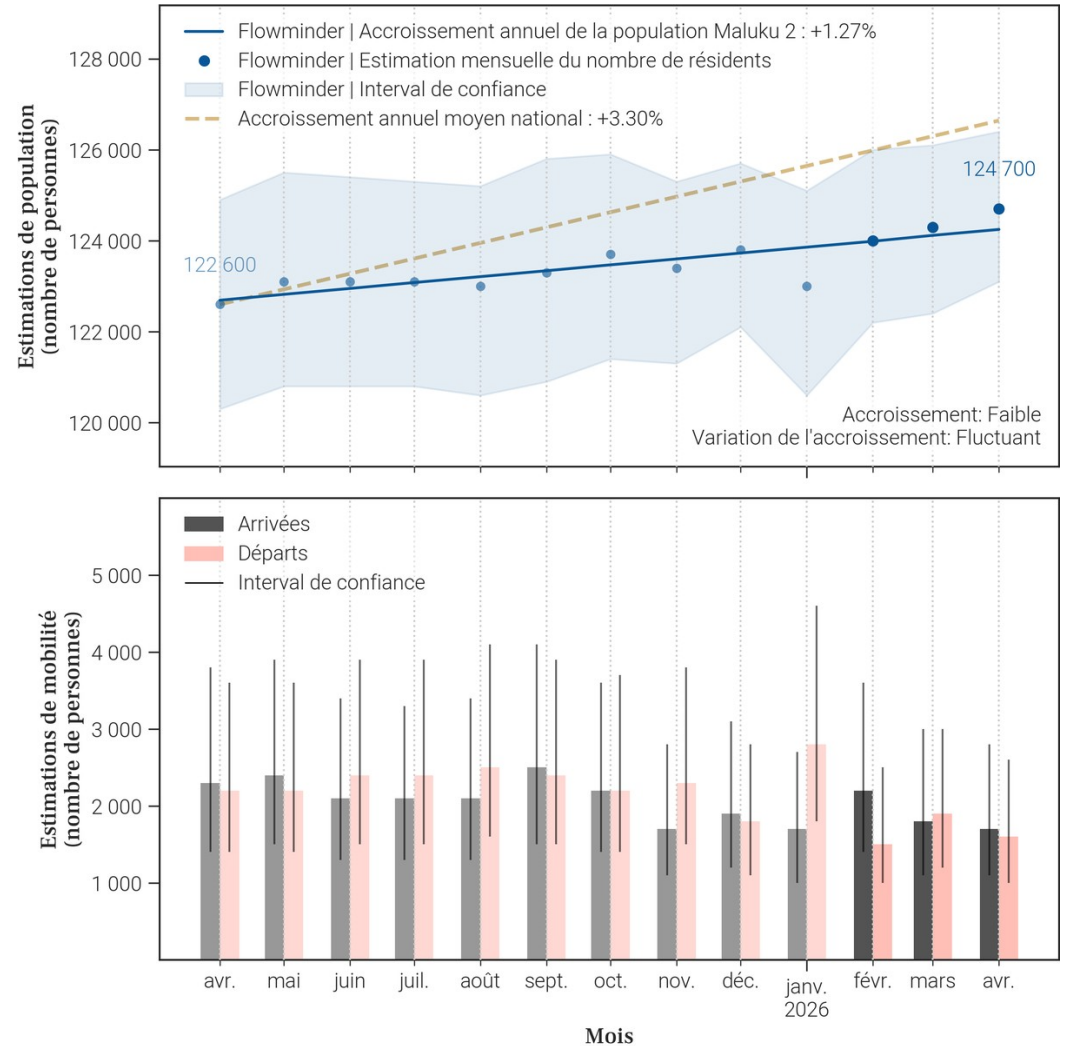 Flowminder | Accroissement annuel de la population Maluku 2 : +1.27%
Flowminder | Estimation mensuelle du nombre de résidents
Flowminder | Interval de confiance
Accroissement annuel moyen national : +3.30%
Estimations de population
(nombre de personnes)
128 000
126 000
124 000
122 000
120 000
122 600
124 700
Accroissement: Faible
Variation de l'accroissement: Fluctuant
Arrivées
Départs
Interval de confiance
Estimations de mobilité
(nombre de personnes)
5 000
4 000
3 000
2 000
1 000
avr. mai juin juil. août sept. oct. nov. déc. janv. févr. mars avr.
2026
Mois